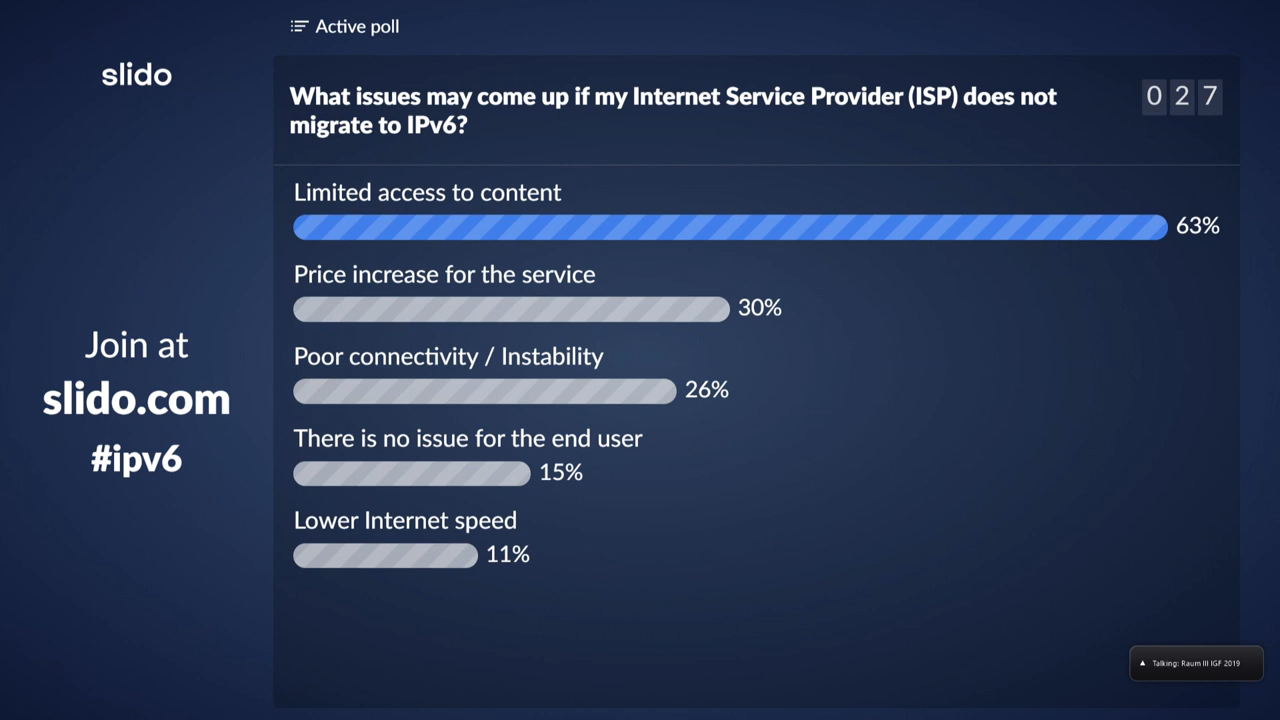 Active poll
slido
What issues may come up if my Internet Service Provider (ISP) does not
migrate to IPv6?
0 2 7
Limited access to content
63%
Price increase for the service
30%
Poor connectivity / Instability
26%
There is no issue for the end user
15%
Lower Internet speed
11%
Join at
slido.com
#ipv6
Talking: Raum III IGF 2019